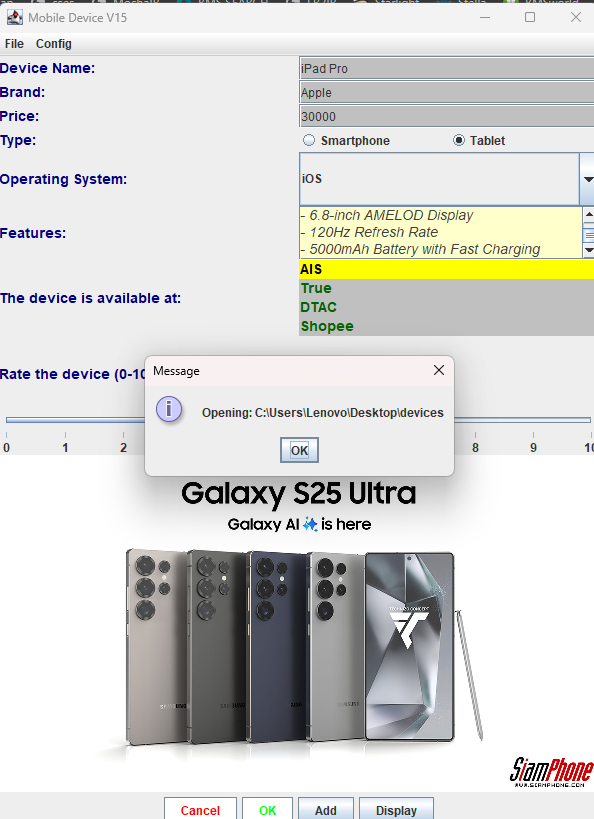 Mobile Device V15
File Config
Device Name: iPad Pro
Brand: Apple
Price: 30000
Type: Smartphone Tablet
Operating System: iOS
Features:
- 6.8-inch AMELOD Display
- 120Hz Refresh Rate
- 5000mAh Battery with Fast Charging
The device is available at:
AIS
True
DTAC
Shopee
Rate the device (0-10
Message
Opening: C:\Users\Lenovo\Desktop\devices
OK
0 1 2 8 9 10
Galaxy S25 Ultra
Galaxy AI is here
TECHNIZO CONCEPT
SiamPhone
WWW.SIAMPHONE.COM
Cancel OK Add Display